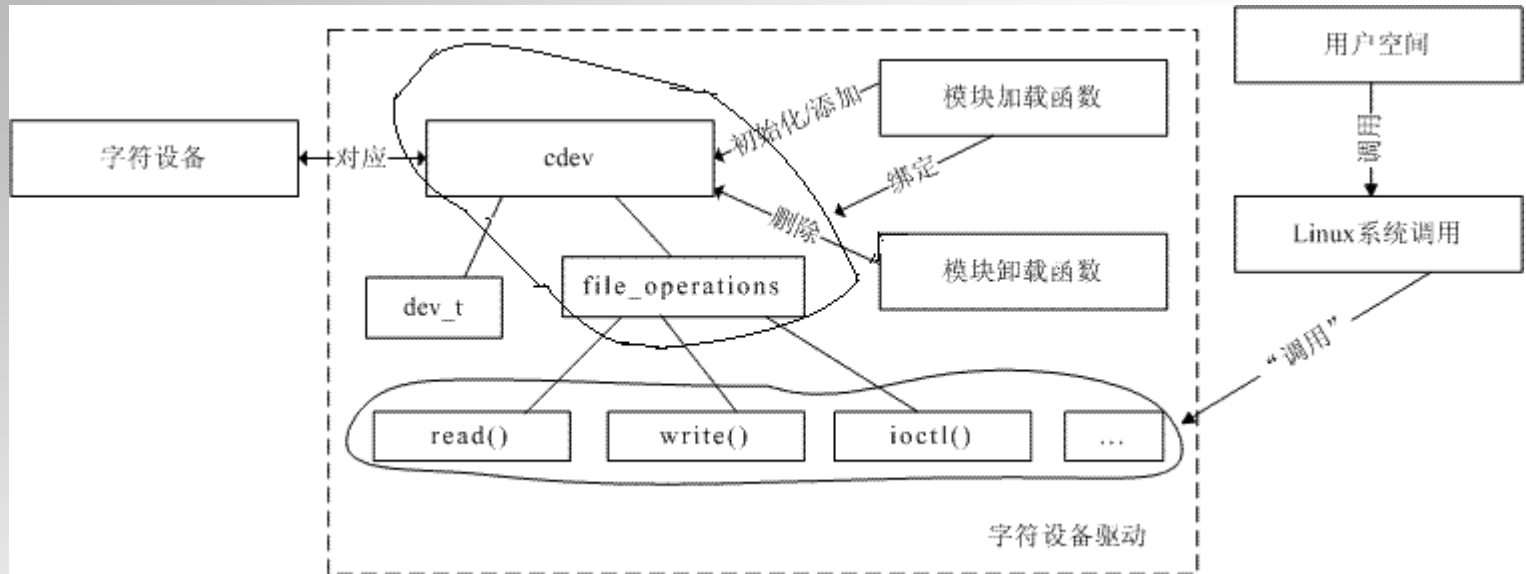 用户空间
模块加载函数
初始化/添加
调用
字符设备
对应
cdev
绑定
删除
Linux系统调用
模块卸载函数
file_operations
dev_t
“调用”
read()
write()
ioctl()
...
字符设备驱动